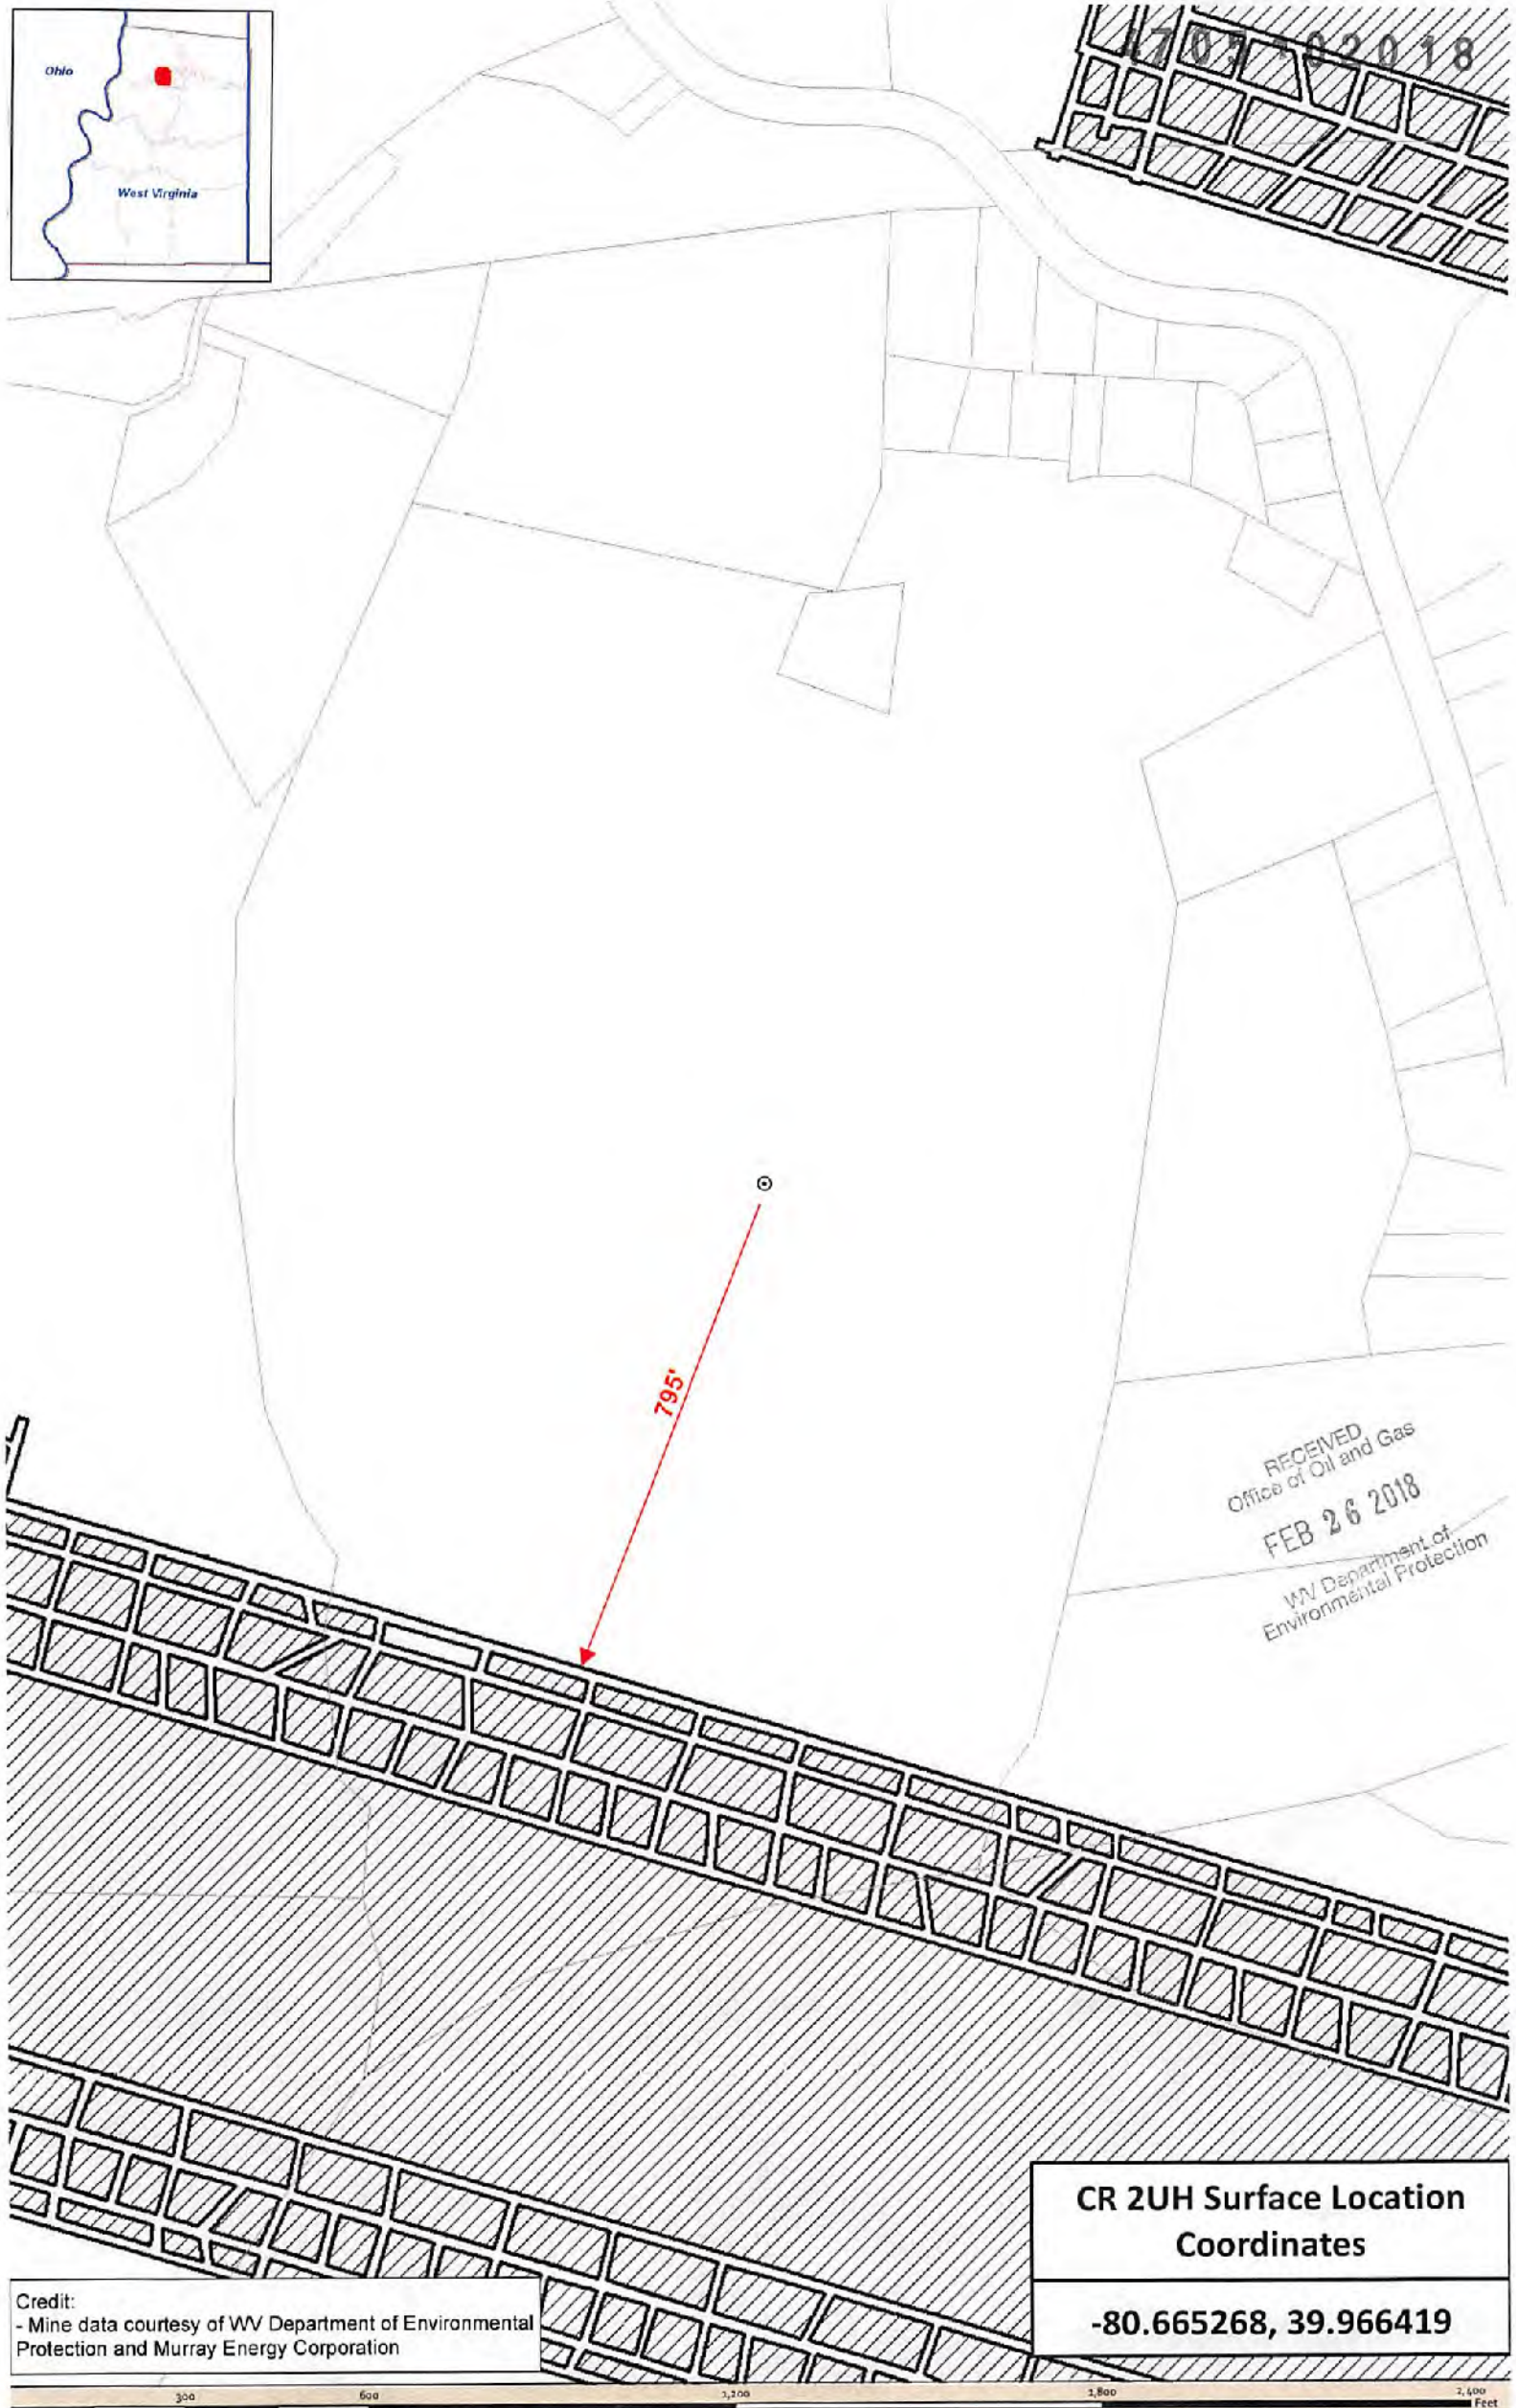 Ohio
West Virginia
4705102018
795'
RECEIVED
Office of Oil and Gas
FEB 26 2018
WV Department of
Environmental Protection
CR 2UH Surface Location
Coordinates
-80.665268, 39.966419
Credit:
- Mine data courtesy of WV Department of Environmental
Protection and Murray Energy Corporation
300 600 1,200 1,800 2,400
Feet